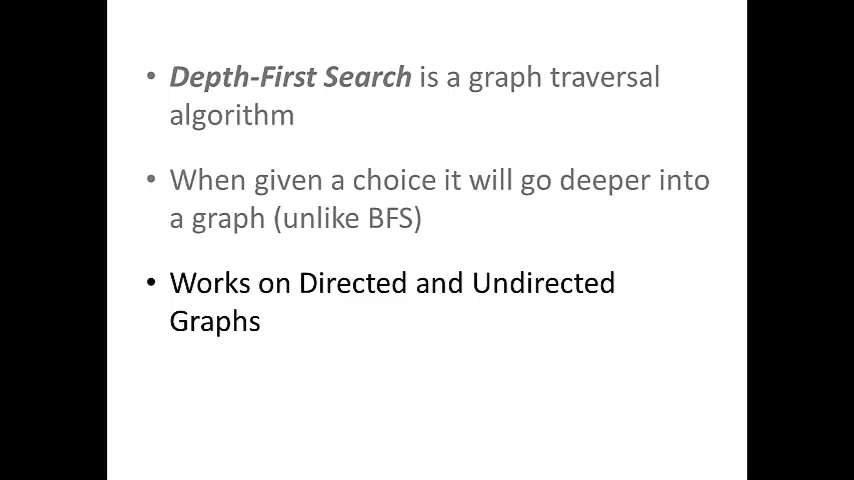 • Depth-First Search is a graph traversal
algorithm
• When given a choice it will go deeper into
a graph (unlike BFS)
• Works on Directed and Undirected
Graphs